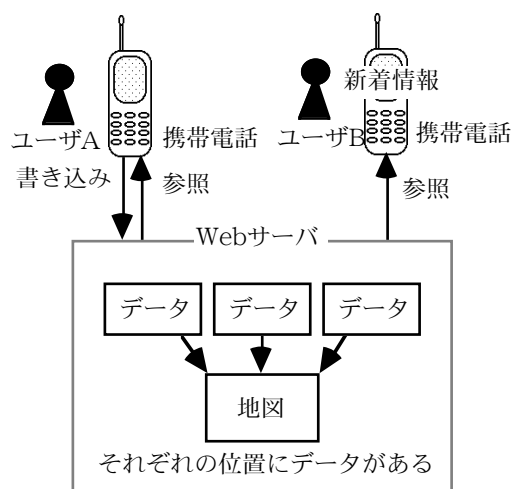 新着情報
ユーザA
携帯電話
ユーザB
携帯電話
書き込み
参照
参照
Webサーバ
データ
データ
データ
地図
それぞれの位置にデータがある